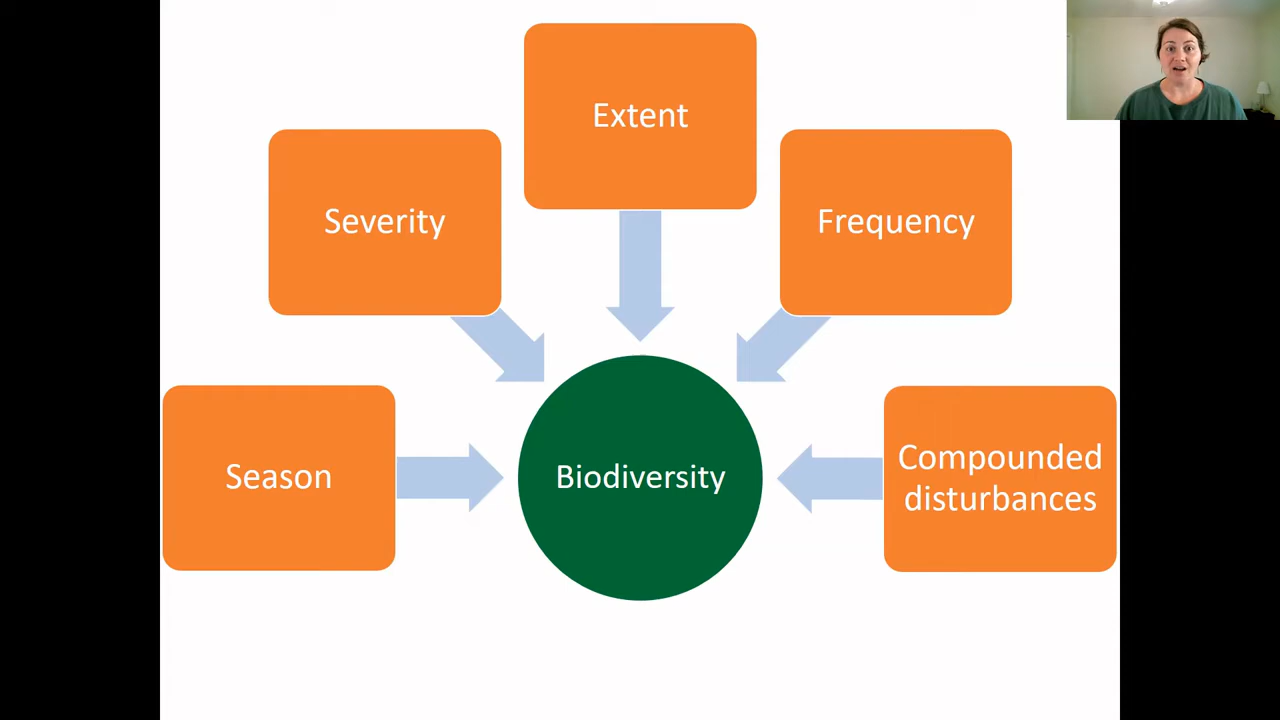 Extent
Severity
Frequency
Season
Biodiversity
Compounded
disturbances